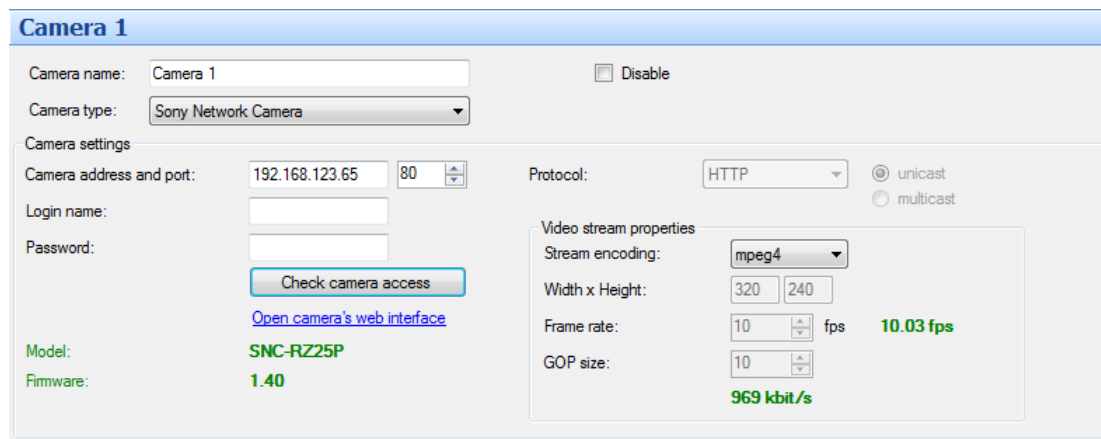 Camera 1
Camera name: Camera 1 Disable
Camera type: Sony Network Camera
Camera settings
Camera address and port: 192.168.123.65 80 Protocol: HTTP unicast
multicast
Login name:
Password:
Video stream properties
Stream encoding: mpeg4
Check camera access
Width x Height: 320 240
Open camera's web interface
Frame rate: 10 fps 10.03 fps
Model: SNC-RZ25P
GOP size: 10
Firmware: 1.40
969 kbit/s